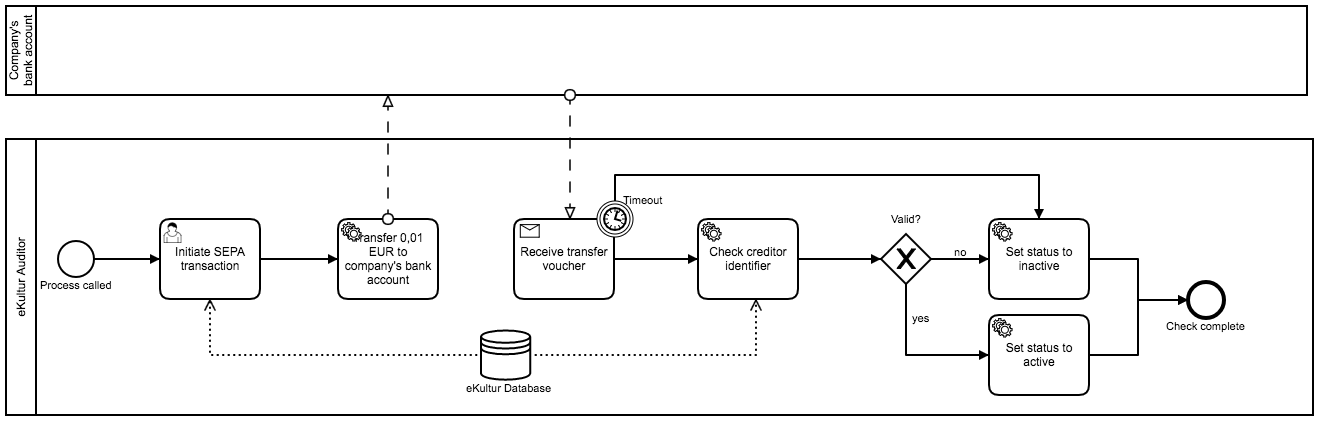 Company's
bank account
eKultur Auditor
Process called
Initiate SEPA
transaction
Transfer 0,01
EUR to
company's bank
account
Receive transfer
voucher
Timeout
Check creditor
identifier
Valid?
no
yes
Set status to
inactive
Set status to
active
Check complete
eKultur Database